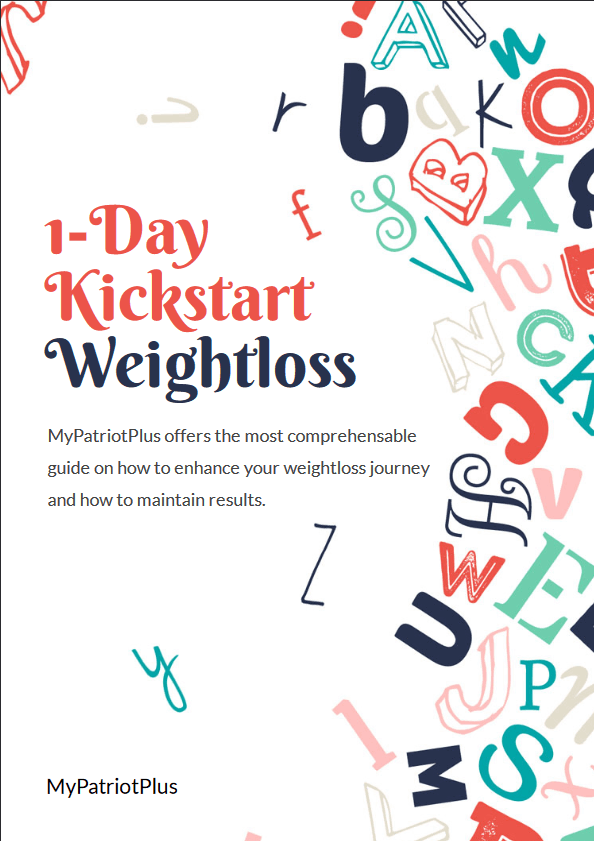 1-Day
Kickstart
Weightloss
MyPatriotPlus offers the most comprehensable
guide on how to enhance your weightloss journey
and how to maintain results.
MyPatriotPlus